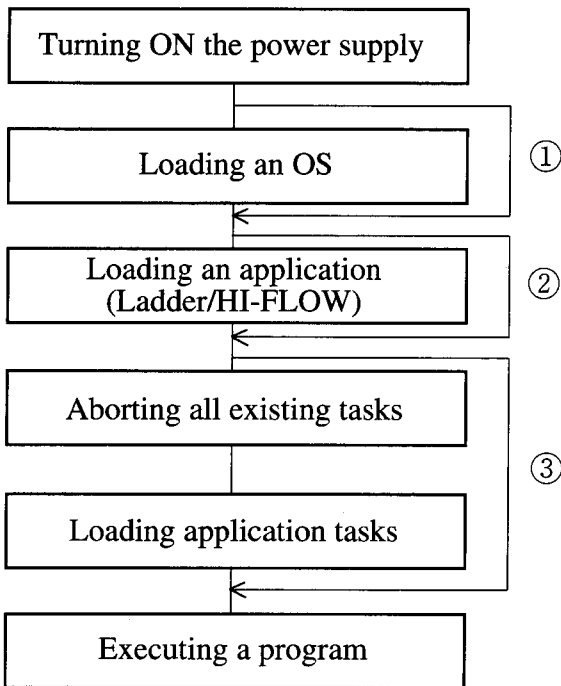 Turning ON the power supply
①
Loading an OS
Loading an application
(Ladder/HI-FLOW)
②
Aborting all existing tasks
③
Loading application tasks
Executing a program